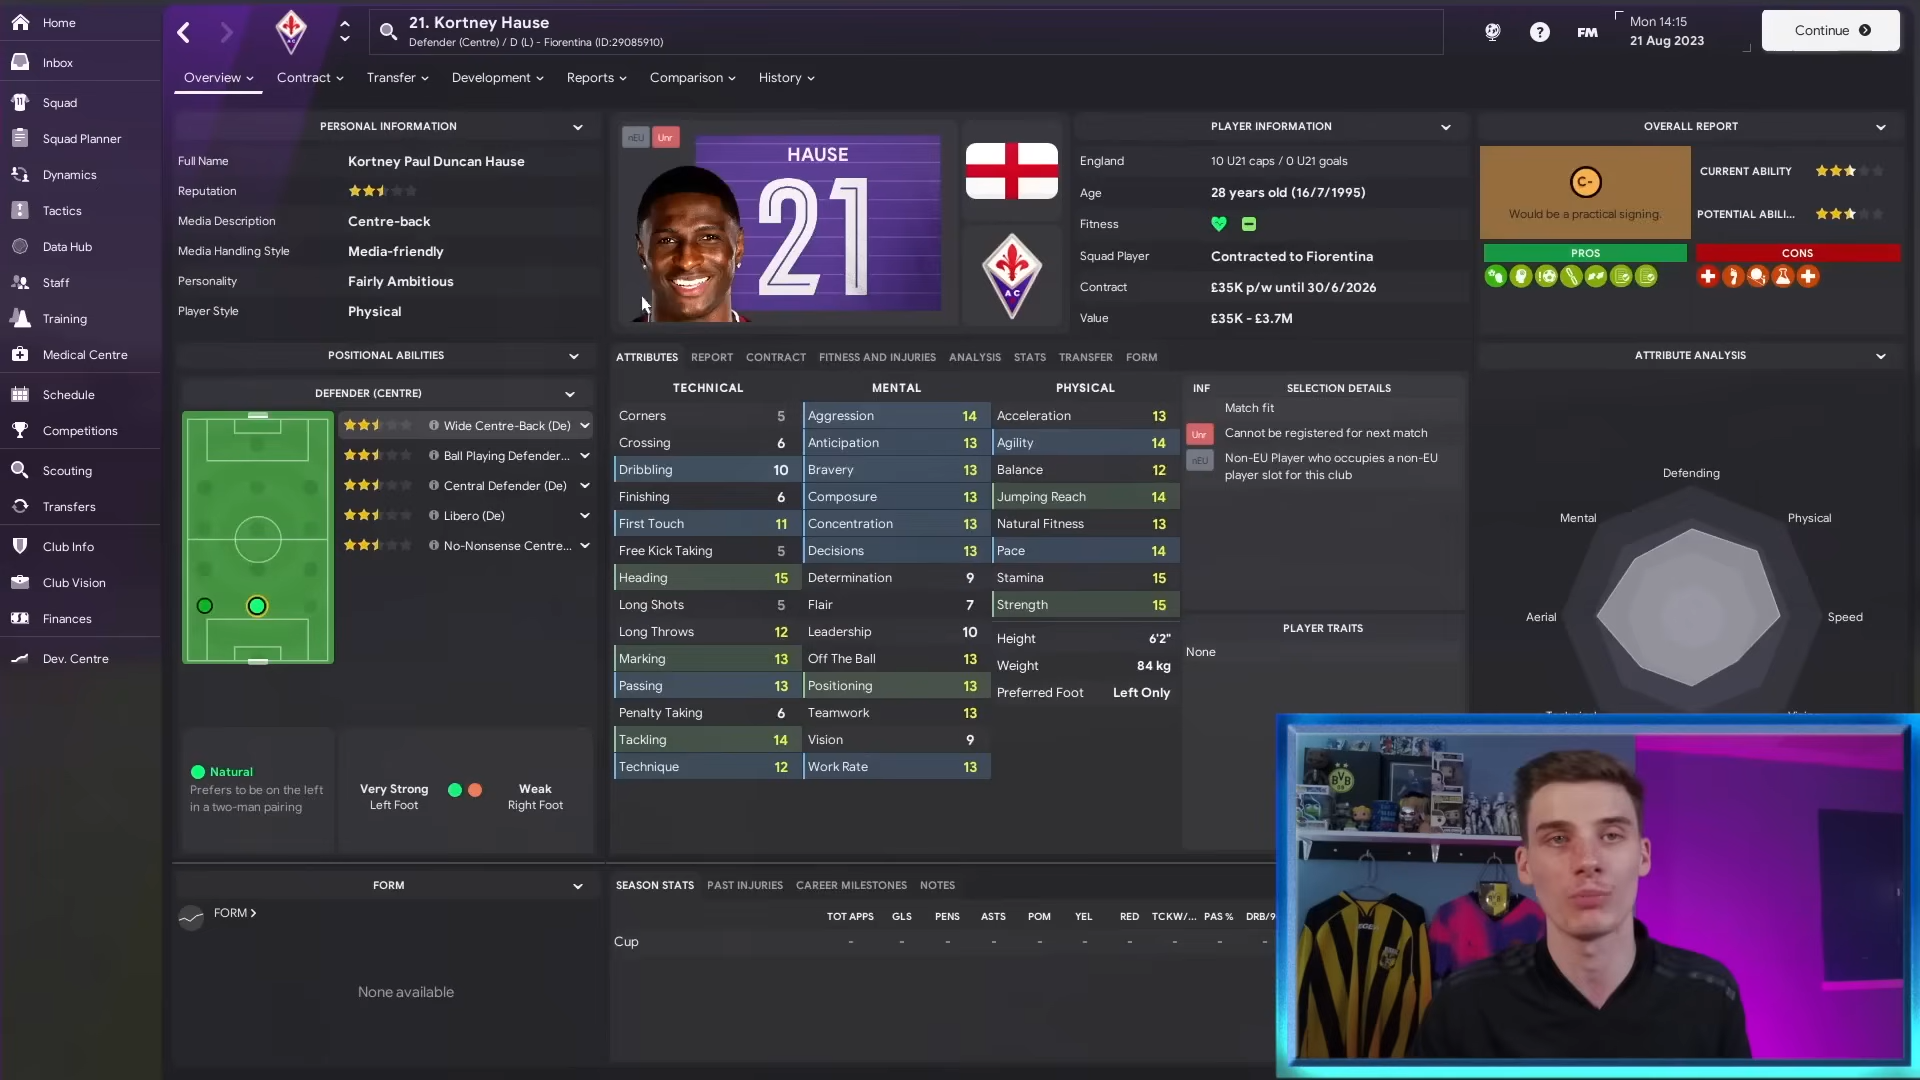 Home
Inbox
Squad
Squad Planner
Dynamics
Tactics
Data Hub
Staff
Training
Medical Centre
Schedule
Competitions
Scouting
Transfers
Club Info
Club Vision
Finances
Dev. Centre
21. Kortney Hause
Defender (Centre) / D (L) - Fiorentina (ID:29085910)
FM
Mon 14:15
21 Aug 2023
Continue
Overview
Contract
Transfer
Development
Reports
Comparison
History
PERSONAL INFORMATION
Full Name Kortney Paul Duncan Hause
Reputation
Media Description Centre-back
Media Handling Style Media-friendly
Personality Fairly Ambitious
Player Style Physical
nEU Unr
HAUSE
21
AC
PLAYER INFORMATION
England 10 U21 caps / 0 U21 goals
Age 28 years old (16/7/1995)
Fitness
Squad Player Contracted to Fiorentina
Contract £35K p/w until 30/6/2026
Value £35K - £3.7M
OVERALL REPORT
C-
Would be a practical signing.
CURRENT ABILITY
POTENTIAL ABILI...
PROS
CONS
POSITIONAL ABILITIES
DEFENDER (CENTRE)
Wide Centre-Back (De)
Ball Playing Defender...
Central Defender (De)
Libero (De)
No-Nonsense Centre...
Natural
Prefers to be on the left
in a two-man pairing
Very Strong
Left Foot
Weak
Right Foot
ATTRIBUTES REPORT CONTRACT FITNESS AND INJURIES ANALYSIS STATS TRANSFER FORM
TECHNICAL
Corners 5
Crossing 6
Dribbling 10
Finishing 6
First Touch 11
Free Kick Taking 5
Heading 15
Long Shots 5
Long Throws 12
Marking 13
Passing 13
Penalty Taking 6
Tackling 14
Technique 12
MENTAL
Aggression 14
Anticipation 13
Bravery 13
Composure 13
Concentration 13
Decisions 13
Determination 9
Flair 7
Leadership 10
Off The Ball 13
Positioning 13
Teamwork 13
Vision 9
Work Rate 13
PHYSICAL
Acceleration 13
Agility 14
Balance 12
Jumping Reach 14
Natural Fitness 13
Pace 14
Stamina 15
Strength 15
Height 6'2"
Weight 84 kg
Preferred Foot Left Only
INF SELECTION DETAILS
Match fit
Unr Cannot be registered for next match
nEU Non-EU Player who occupies a non-EU
player slot for this club
PLAYER TRAITS
None
ATTRIBUTE ANALYSIS
Defending
Mental
Physical
Aerial
Speed
FORM
FORM
None available
SEASON STATS PAST INJURIES CAREER MILESTONES NOTES
TOT APPS GLS PENS ASTS POM YEL RED TCKW/... PAS % DRB/9
Cup - - - - - - - - - -
BVB
09